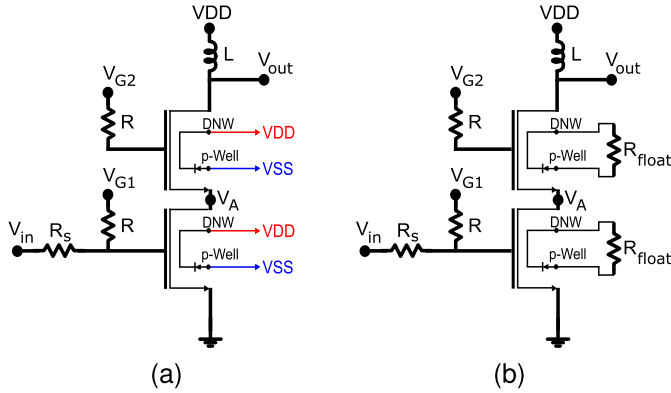 VDD
L
Vout
VG2
R
DNW
VDD
p-Well
VSS
VG1
VA
R
DNW
VDD
Vin
Rs
p-Well
VSS
(a)
VDD
L
Vout
VG2
R
DNW
p-Well
Rfloat
VG1
VA
R
DNW
Vin
Rs
p-Well
Rfloat
(b)